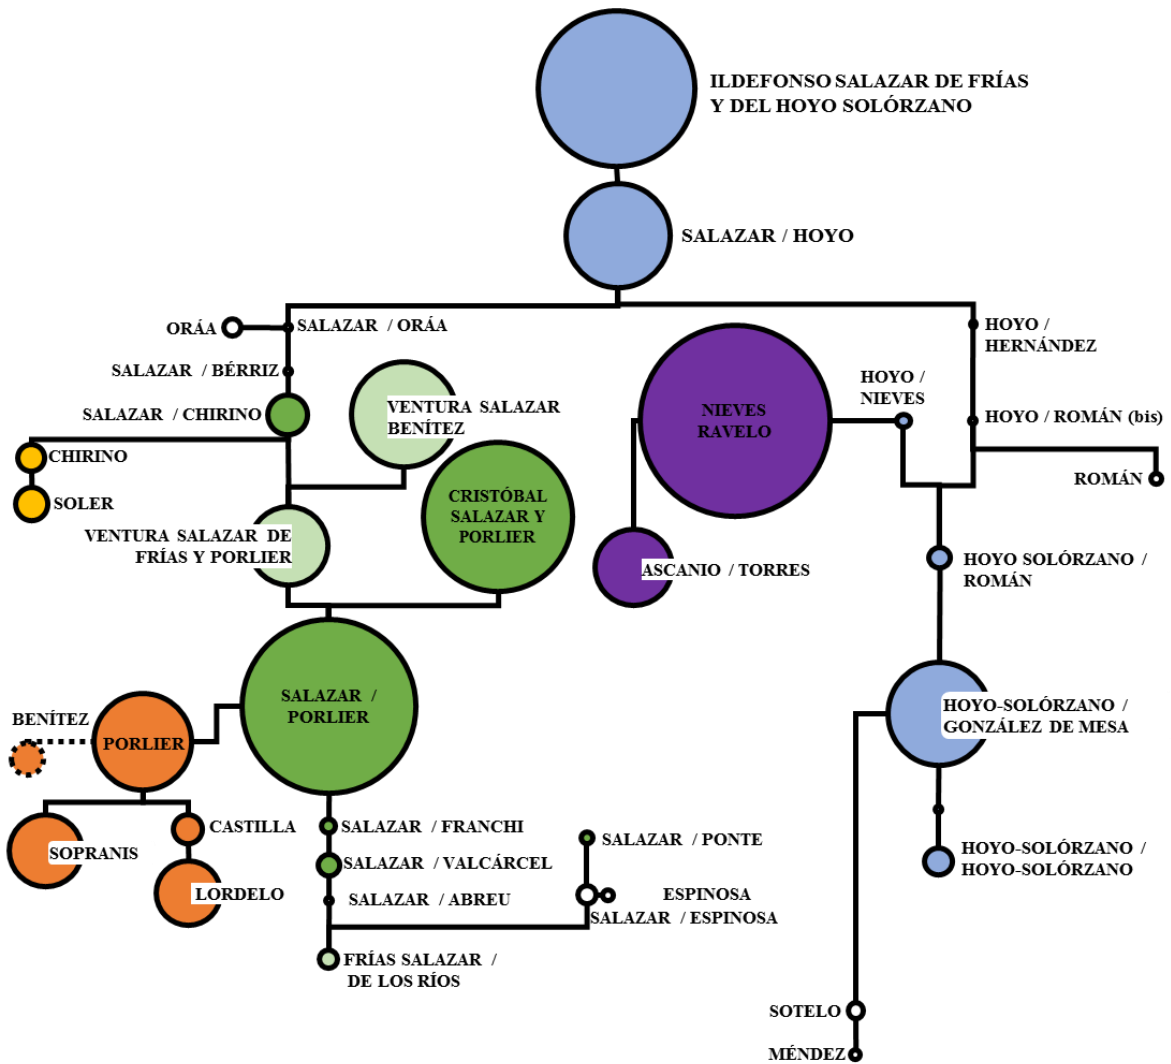 ILDEFONSO SALAZAR DE FRÍAS
Y DEL HOYO SOLÓRZANO
SALAZAR / HOYO
ORÁA
SALAZAR / ORÁA
HOYO /
HERNÁNDEZ
SALAZAR / BÉRRIZ
HOYO /
NIEVES
SALAZAR / CHIRINO
VENTURA SALAZAR
BENÍTEZ
NIEVES
RAVELO
HOYO / ROMÁN (bis)
CHIRINO
SOLER
CRISTÓBAL
SALAZAR Y
PORLIER
ROMÁN
VENTURA SALAZAR DE
FRÍAS Y PORLIER
ASCANIO / TORRES
HOYO SOLÓRZANO /
ROMÁN
SALAZAR /
PORLIER
BENÍTEZ
PORLIER
HOYO-SOLÓRZANO /
GONZÁLEZ DE MESA
CASTILLA
SALAZAR / FRANCHI
SALAZAR / PONTE
SOPRANIS
SALAZAR / VALCÁRCEL
HOYO-SOLÓRZANO /
HOYO-SOLÓRZANO
LORDELO
SALAZAR / ABREU
ESPINOSA
SALAZAR / ESPINOSA
FRÍAS SALAZAR /
DE LOS RÍOS
SOTELO
MÉNDEZ